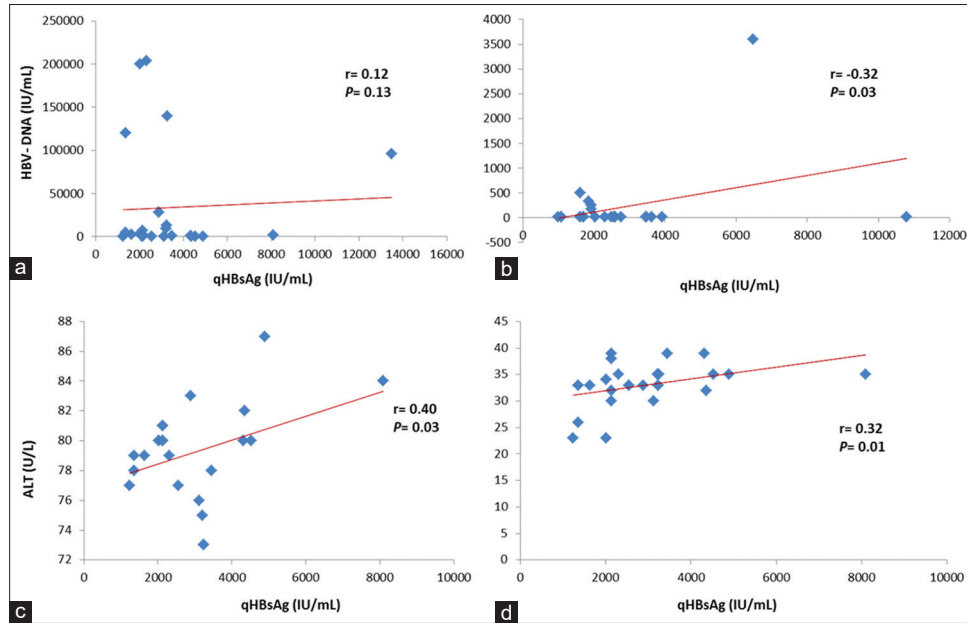 250000
200000
150000
100000
50000
0
HBV - DNA (IU/mL)
r= 0.12
P= 0.13
0 2000 4000 6000 8000 10000 12000 14000 16000
qHBsAg (IU/mL)
a
4000
3500
3000
2500
2000
1500
1000
500
0
-500
r= -0.32
P= 0.03
0 2000 4000 6000 8000 10000 12000
qHBsAg (IU/mL)
b
88
86
84
82
80
78
76
74
72
ALT (U/L)
r= 0.40
P= 0.03
0 2000 4000 6000 8000 10000
qHBsAg (IU/mL)
c
45
40
35
30
25
20
15
10
5
0
r= 0.32
P= 0.01
0 2000 4000 6000 8000 10000
qHBsAg (IU/mL)
d